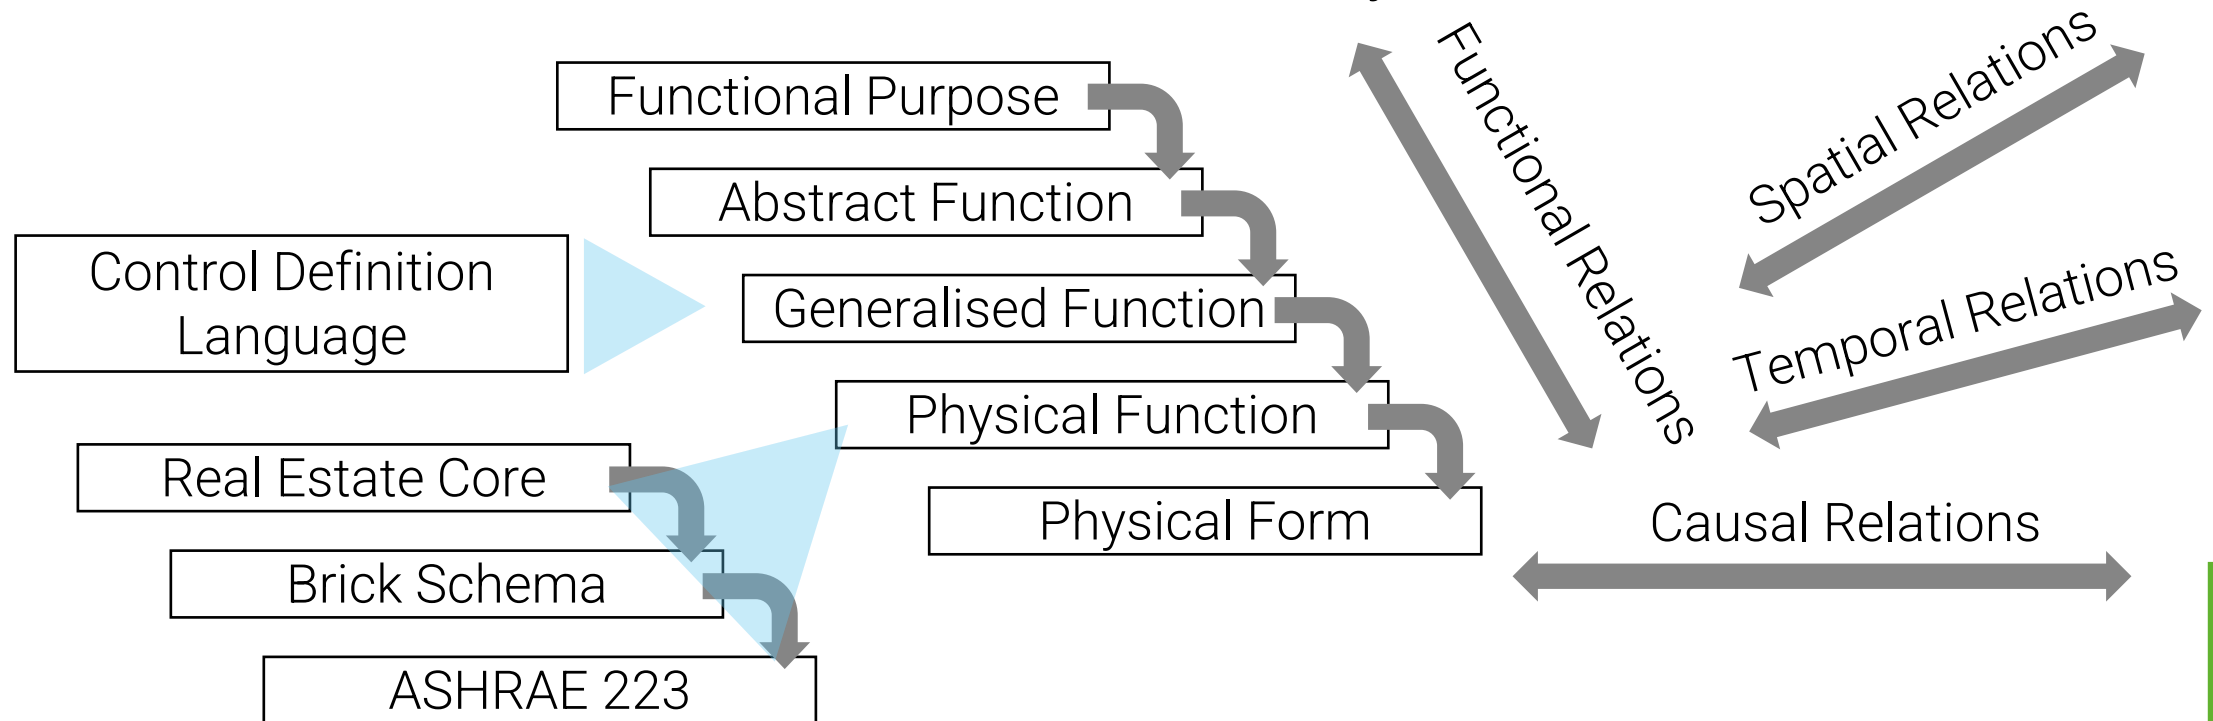 Functional Purpose
Abstract Function
Generalised Function
Physical Function
Physical Form
Control Definition
Language
Real Estate Core
Brick Schema
ASHRAE 223
Functional Relations
Spatial Relations
Temporal Relations
Causal Relations